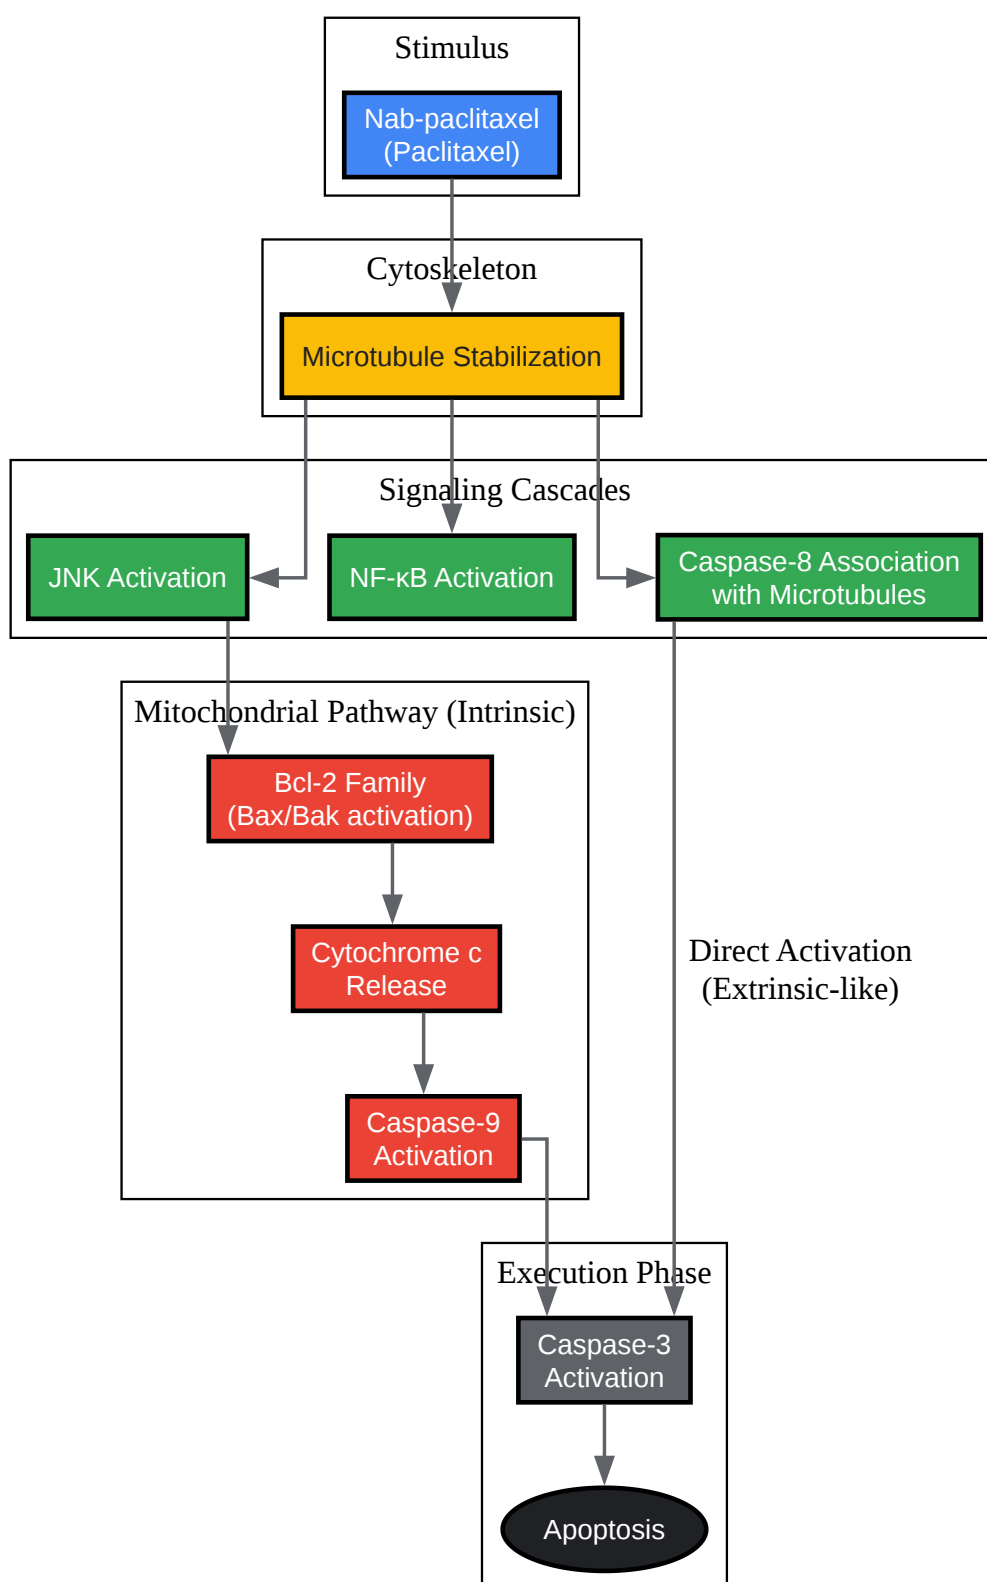 Stimulus
Nab-paclitaxel
(Paclitaxel)
Cytoskeleton
Microtubule Stabilization
Signaling Cascades
JNK Activation
NF-κB Activation
Caspase-8 Association
with Microtubules
Mitochondrial Pathway (Intrinsic)
Bcl-2 Family
(Bax/Bak activation)
Cytochrome c
Release
Direct Activation
(Extrinsic-like)
Caspase-9
Activation
Execution Phase
Caspase-3
Activation
Apoptosis